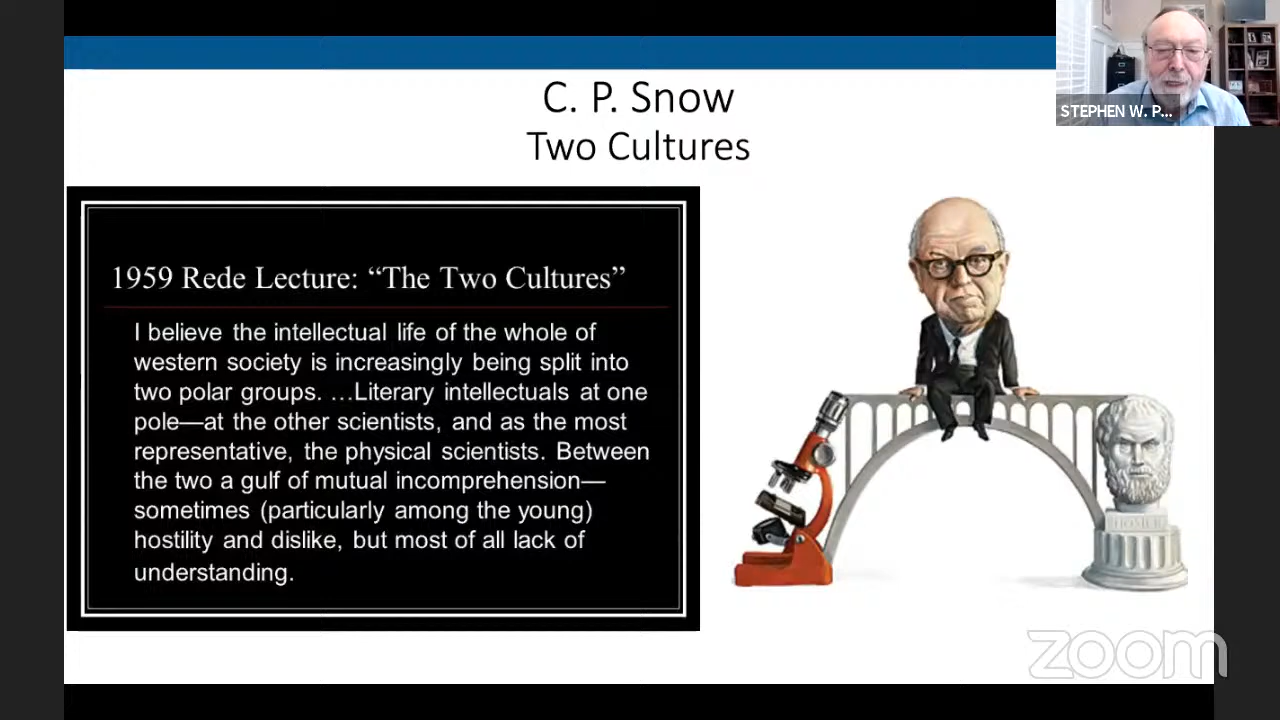 C. P. Snow
Two Cultures
STEPHEN W. P...
1959 Rede Lecture: “The Two Cultures”
I believe the intellectual life of the whole of
western society is increasingly being split into
two polar groups. …Literary intellectuals at one
pole—at the other scientists, and as the most
representative, the physical scientists. Between
the two a gulf of mutual incomprehension—
sometimes (particularly among the young)
hostility and dislike, but most of all lack of
understanding.
HOMER
zoom